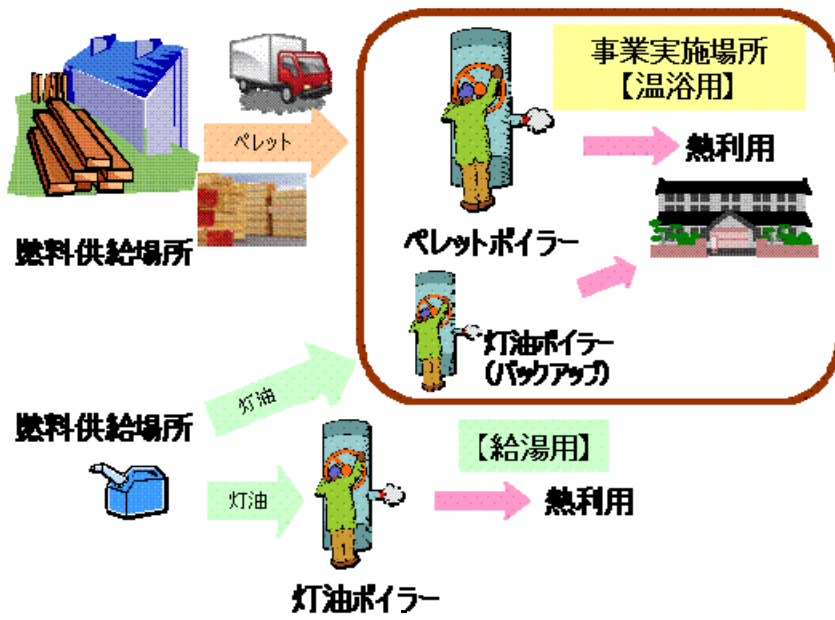 事業実施場所
【温浴用】
ペレット
熱利用
燃料供給場所
ペレットボイラー
灯油ボイラー
(バックアップ)
灯油
燃料供給場所
【給湯用】
灯油
熱利用
灯油ボイラー